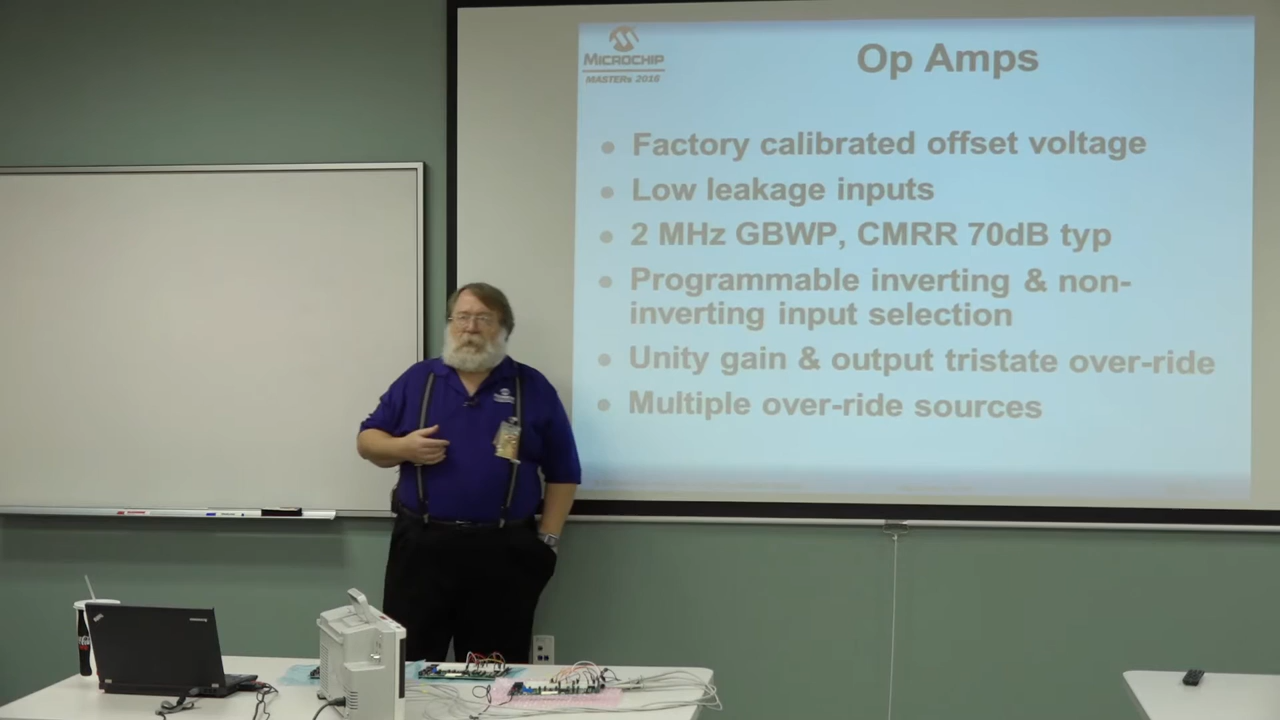 MICROCHIP
MASTERs 2016
Op Amps
• Factory calibrated offset voltage
• Low leakage inputs
• 2 MHz GBWP, CMRR 70dB typ
• Programmable inverting & non-
inverting input selection
• Unity gain & output tristate over-ride
• Multiple over-ride sources